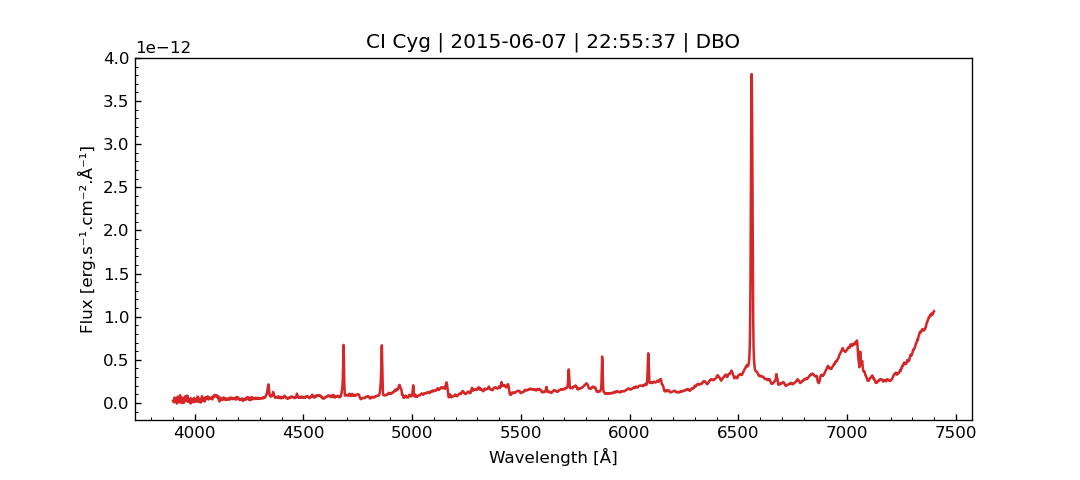 CI Cyg | 2015-06-07 | 22:55:37 | DBO
1e−12
4.0
3.5
3.0
2.5
2.0
1.5
1.0
0.5
0.0
Flux [erg.s⁻¹.cm⁻².Å⁻¹]
4000 4500 5000 5500 6000 6500 7000 7500
Wavelength [Å]